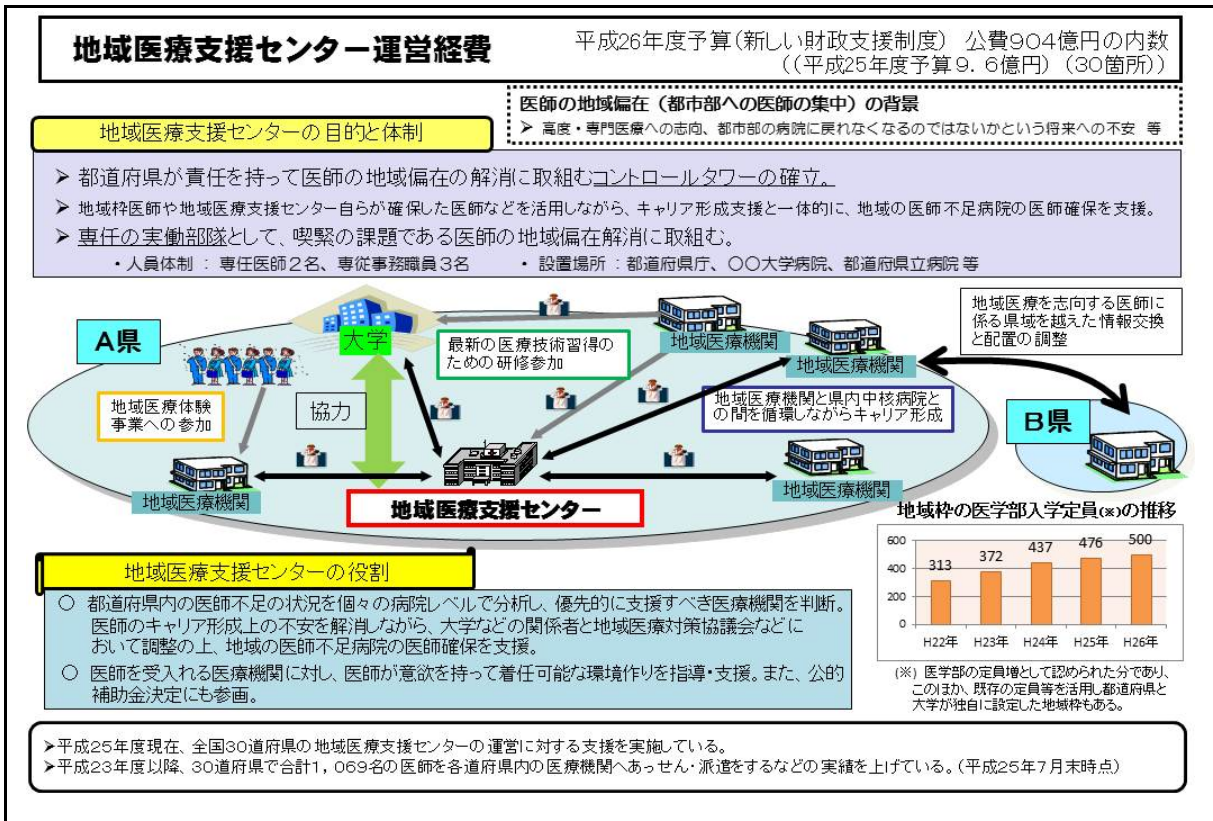 地域医療支援センター運営経費
平成26年度予算(新しい財政支援制度) 公費904億円の内数
((平成25年度予算9．6億円) (30箇所))
医師の地域偏在（都市部への医師の集中）の背景
➤ 高度・専門医療への志向、都市部の病院に戻れなくなるのではないかという将来への不安 等
地域医療支援センターの目的と体制
➤ 都道府県が責任を持って医師の地域偏在の解消に取組むコントロールタワーの確立。
➤ 地域枠医師や地域医療支援センター自らが確保した医師などを活用しながら、キャリア形成支援と一体的に、地域の医師不足病院の医師確保を支援。
➤ 専任の実働部隊として、喫緊の課題である医師の地域偏在解消に取組む。
・人員体制 ： 専任医師２名、専従事務職員３名 ・ 設置場所 ：都道府県庁、〇〇大学病院、都道府県立病院 等
A県
大学
最新の医療技術習得の
ための研修参加
地域医療機関
地域医療機関
地域医療を志向する医師に
係る県域を越えた情報交換
と配置の調整
地域医療体験
事業への参加
協力
地域医療機関と県内中核病院と
の間を循環しながらキャリア形成
B県
地域医療機関
地域医療支援センター
地域医療機関
地域枠の医学部入学定員(※)の推移
600
400
200
0
313
372
437
476
500
H22年
H23年
H24年
H25年
H26年
(※) 医学部の定員増として認められた分であり、
このほか、既存の定員等を活用し都道府県と
大学が独自に設定した地域枠もある。
地域医療支援センターの役割
○ 都道府県内の医師不足の状況を個々の病院レベルで分析し、優先的に支援すべき医療機関を判断。
医師のキャリア形成上の不安を解消しながら、大学などの関係者と地域医療対策協議会などに
おいて調整の上、地域の医師不足病院の医師確保を支援。
○ 医師を受入れる医療機関に対し、医師が意欲を持って着任可能な環境作りを指導・支援。また、公的
補助金決定にも参画。
➤平成25年度現在、全国30道府県の地域医療支援センターの運営に対する支援を実施している。
➤平成23年度以降、30道府県で合計1，069名の医師を各道府県内の医療機関へあっせん・派遣をするなどの実績を上げている。(平成25年7月末時点)